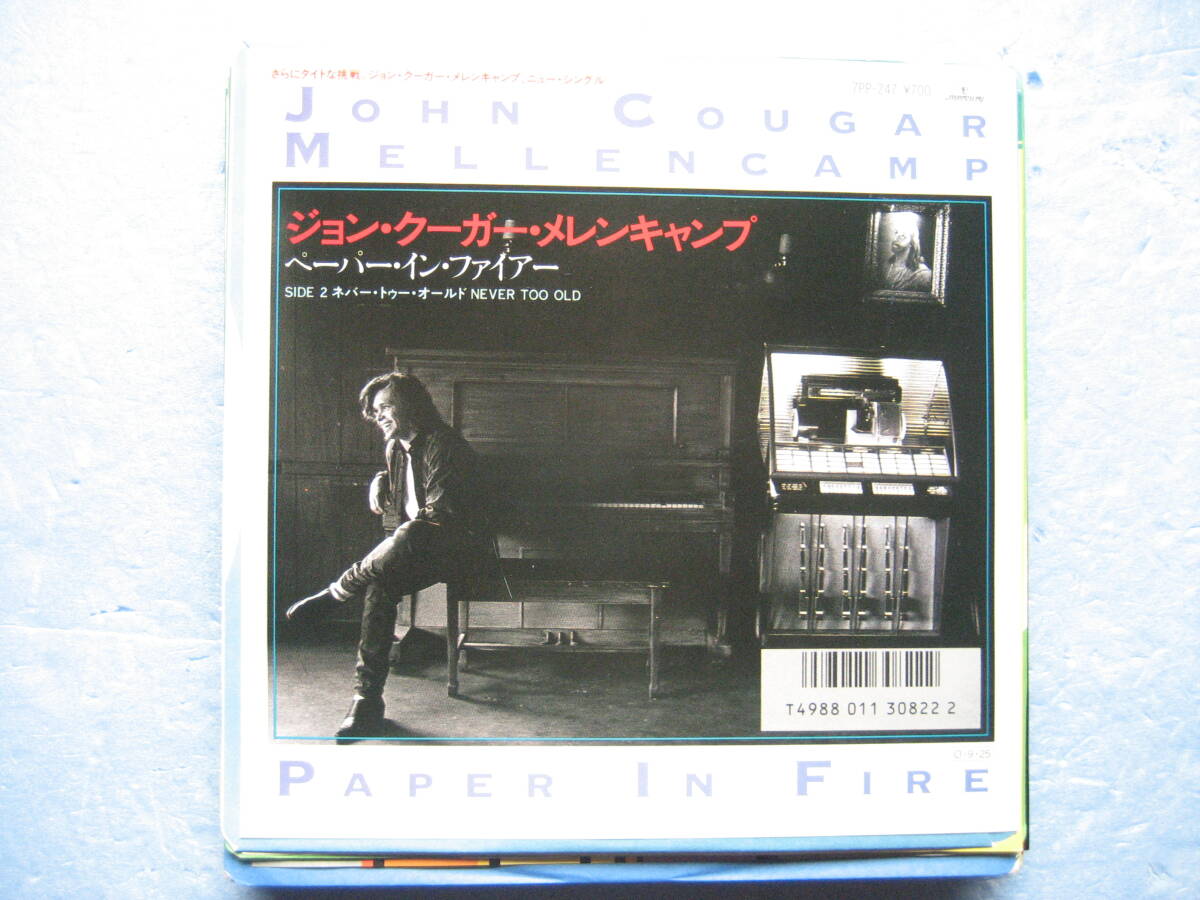 さらにタイトな挑戦。ジョン・クーガー・メレンキャンプ、ニュー・シングル
7PP-247 ¥700
JOHN COUGAR
MELLENCAMP
ジョン・クーガー・メレンキャンプ
ペーパー・イン・ファイアー
SIDE 2 ネバー・トゥー・オールド NEVER TOO OLD
T4988 011 30822 2
PAPER IN FIRE